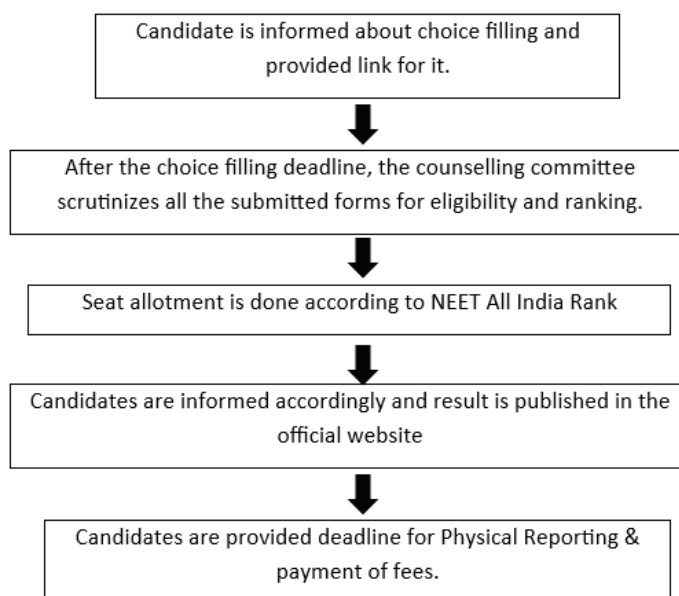 Candidate is informed about choice filling and
provided link for it.
After the choice filling deadline, the counselling committee
scrutinizes all the submitted forms for eligibility and ranking.
Seat allotment is done according to NEET All India Rank
Candidates are informed accordingly and result is published in the
official website
Candidates are provided deadline for Physical Reporting &
payment of fees.